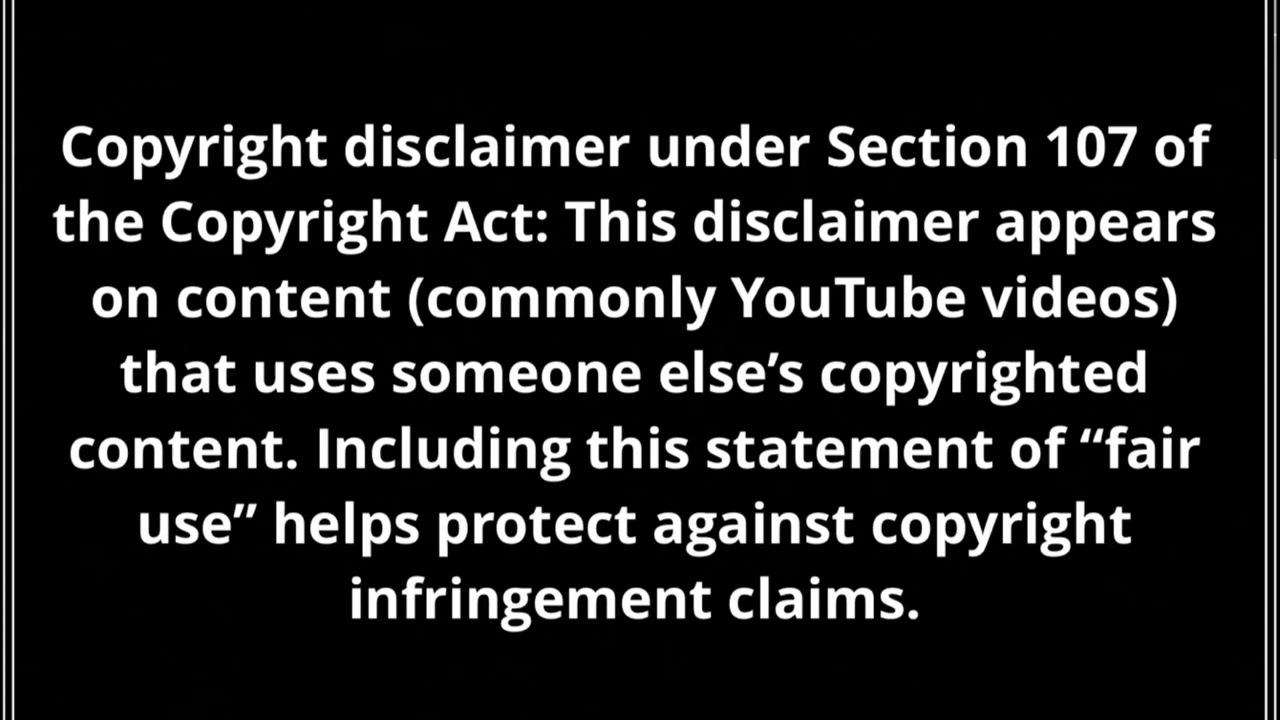 Copyright disclaimer under Section 107 of
the Copyright Act: This disclaimer appears
on content (commonly YouTube videos)
that uses someone else’s copyrighted
content. Including this statement of “fair
use” helps protect against copyright
infringement claims.